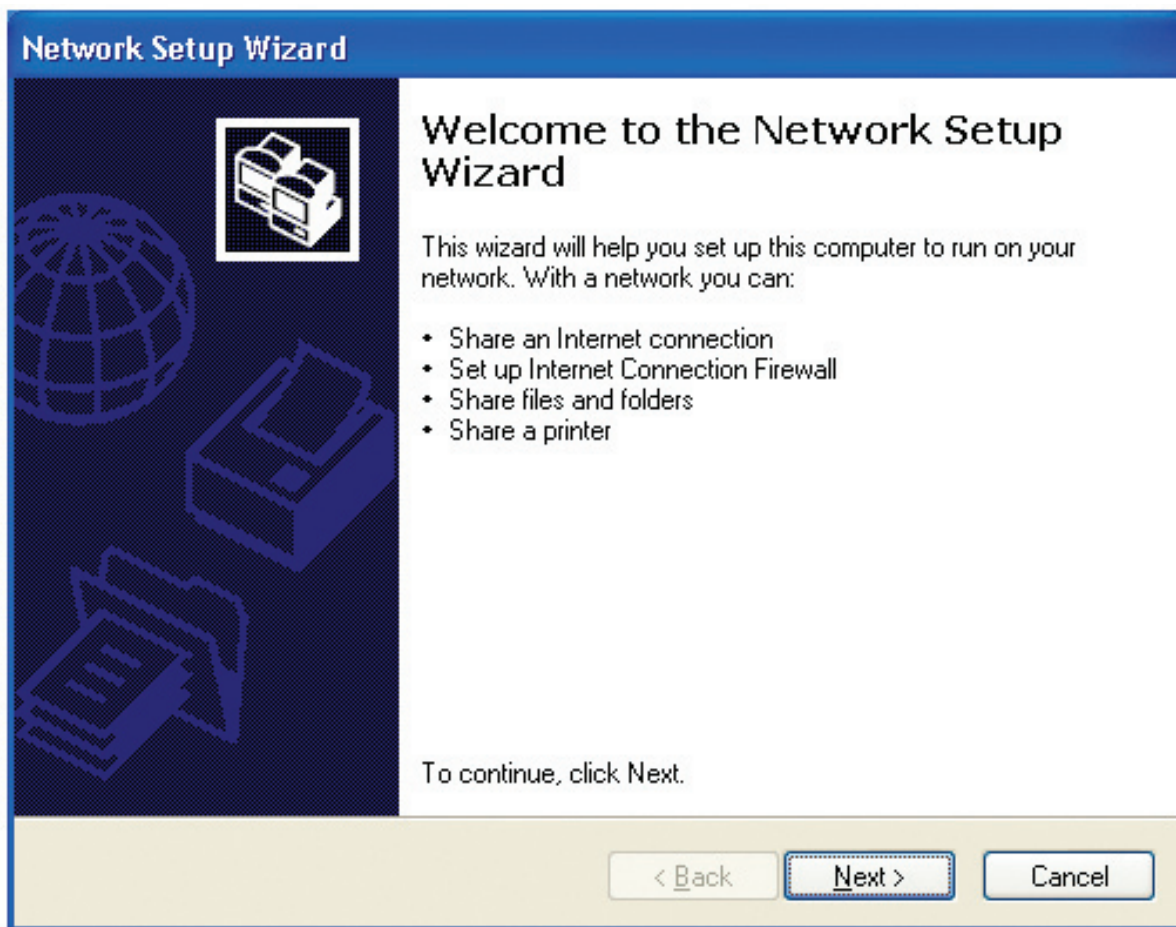 Network Setup Wizard
Welcome to the Network Setup
Wizard
This wizard will help you set up this computer to run on your
network. With a network you can:
• Share an Internet connection
• Set up Internet Connection Firewall
• Share files and folders
• Share a printer
To continue, click Next.
< Back
Next >
Cancel